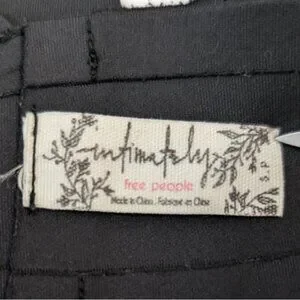 intimately
free people
Made in China . Fabriqué en Chine
S.P